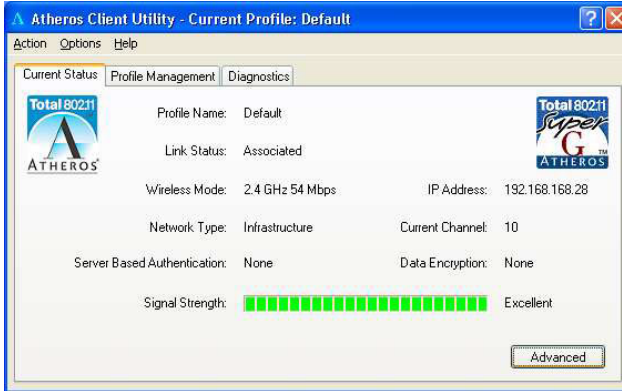 Atheros Client Utility - Current Profile: Default
Action Options Help
Current Status Profile Management Diagnostics
Total 802.11
ATHEROS
Total 802.11
Super
G TM
ATHEROS
Profile Name: Default
Link Status: Associated
Wireless Mode: 2.4 GHz 54 Mbps IP Address: 192.168.168.28
Network Type: Infrastructure Current Channel: 10
Server Based Authentication: None Data Encryption: None
Signal Strength: Excellent
Advanced